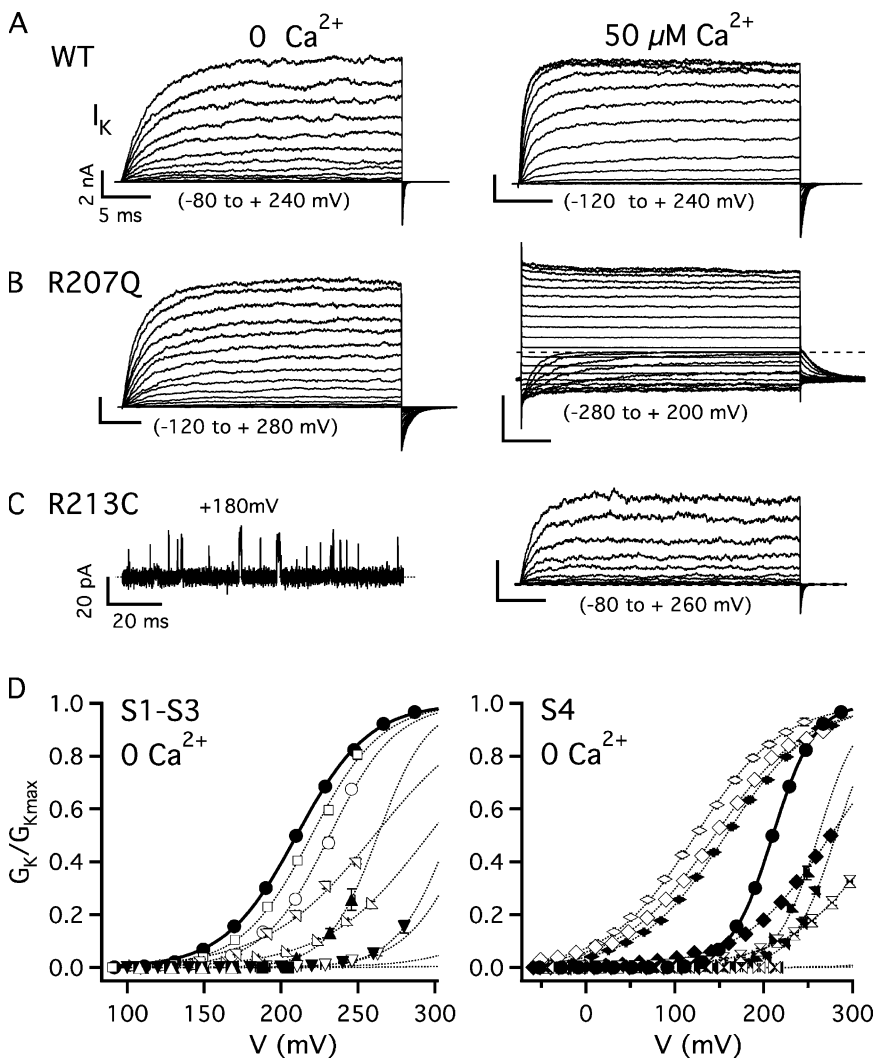 A
WT
0 Ca2+
50 µM Ca2+
IK
2 nA
5 ms
(-80 to + 240 mV)
(-120 to + 240 mV)
B
R207Q
(-120 to + 280 mV)
(-280 to + 200 mV)
C
R213C
+180mV
20 pA
20 ms
(-80 to + 260 mV)
D
S1-S3
0 Ca2+
GK/GKmax
1.0
0.8
0.6
0.4
0.2
0.0
100
150
200
250
300
V (mV)
S4
0 Ca2+
1.0
0.8
0.6
0.4
0.2
0.0
0
100
200
300
V (mV)